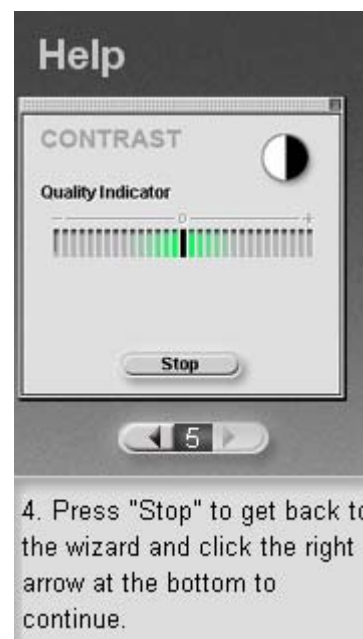 Help
CONTRAST
Quality Indicator
- 0 +
Stop
5
4. Press "Stop" to get back to
the wizard and click the right
arrow at the bottom to
continue.